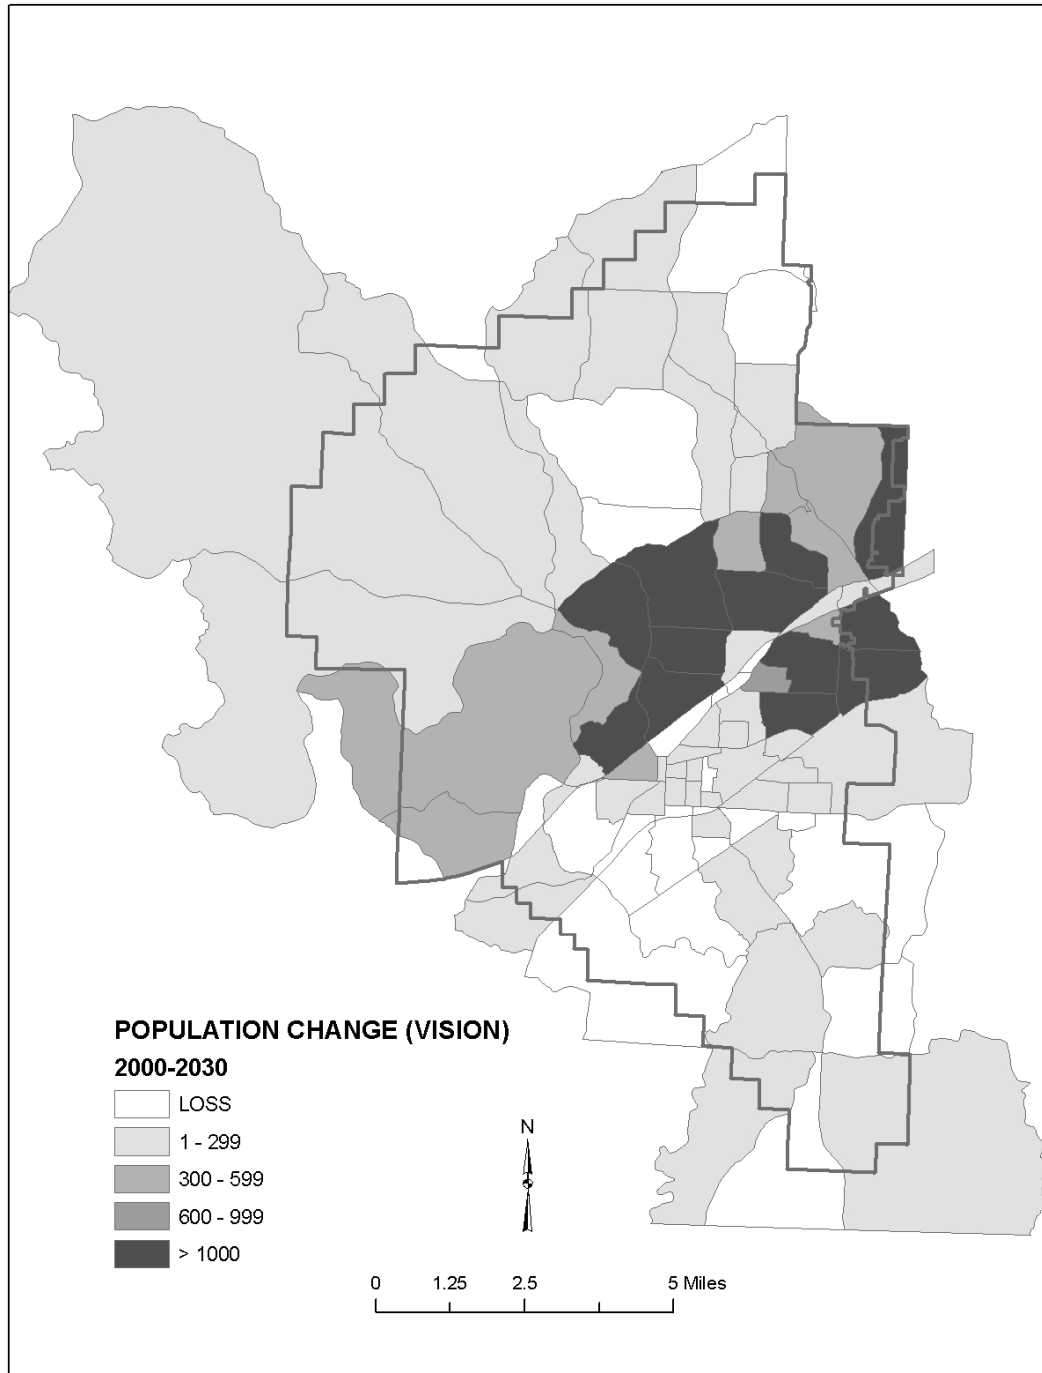 POPULATION CHANGE (VISION)
2000-2030
LOSS
1 - 299
300 - 599
600 - 999
> 1000
N
0 1.25 2.5 5 Miles